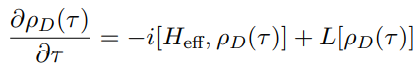 ∂ρ_D(τ)/∂τ = −i[H_eff, ρ_D(τ)] + L[ρ_D(τ)]